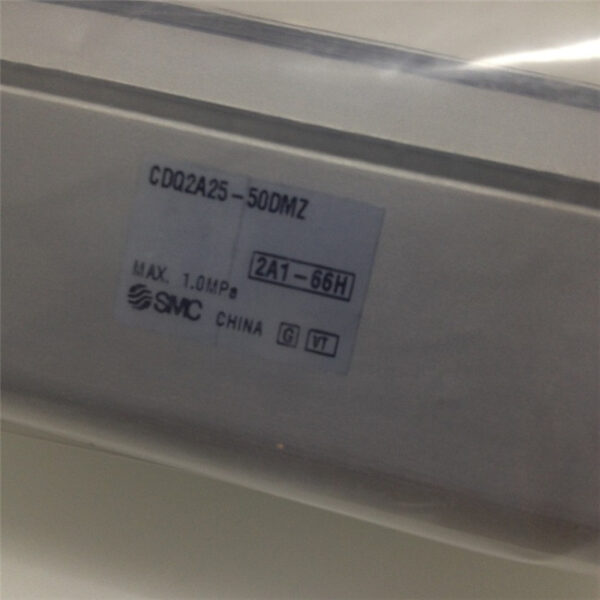 CDQ2A25-50DMZ
2A1-66H
MAX. 1.0MPa
SMC CHINA G VT